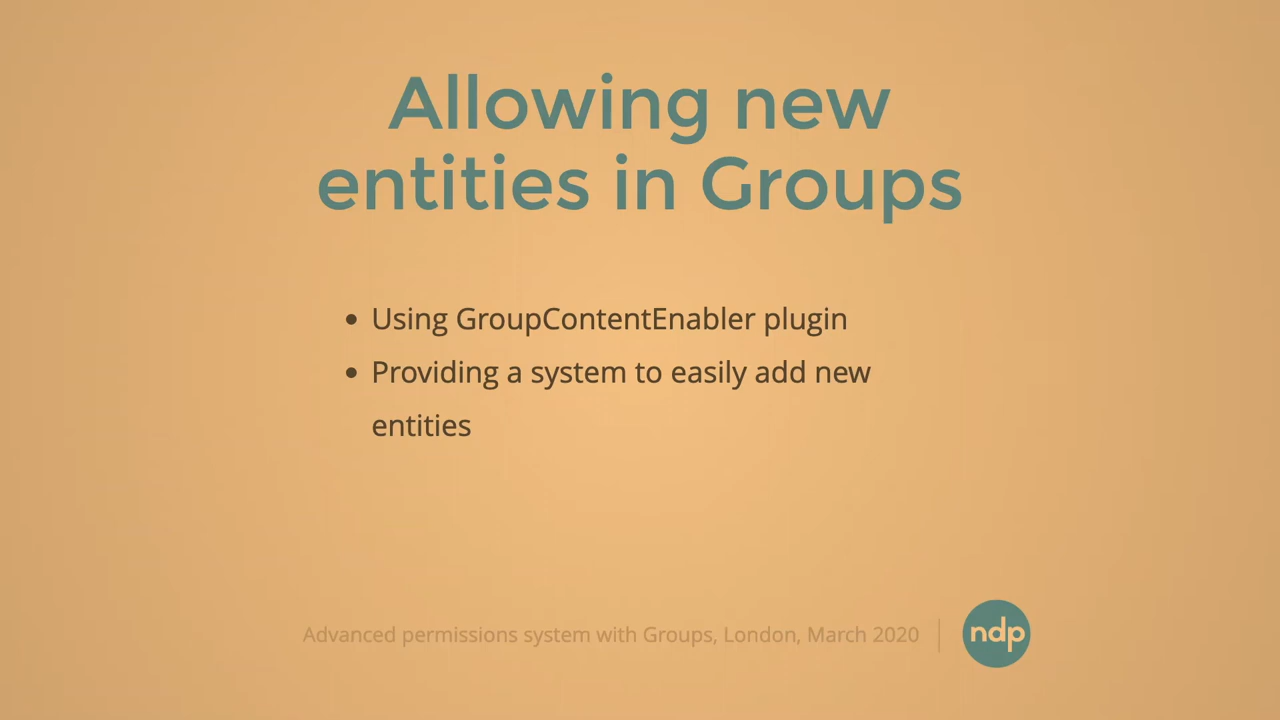 Allowing new
entities in Groups
• Using GroupContentEnabler plugin
• Providing a system to easily add new
entities
Advanced permissions system with Groups, London, March 2020
ndp